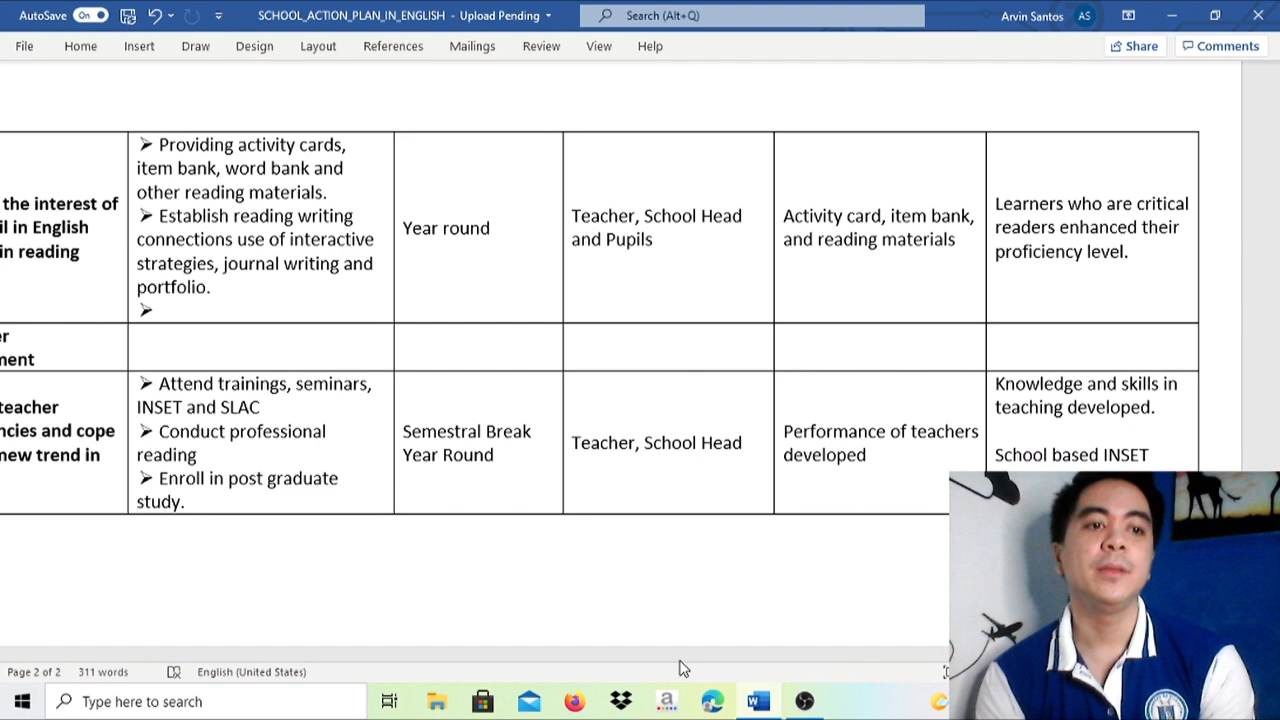 AutoSave On SCHOOL_ACTION_PLAN_IN_ENGLISH - Upload Pending Search (Alt+Q) Arvin Santos AS
File Home Insert Draw Design Layout References Mailings Review View Help Share Comments
the interest of
il in English
in reading
➢ Providing activity cards,
item bank, word bank and
other reading materials.
➢ Establish reading writing
connections use of interactive
strategies, journal writing and
portfolio.
➢
Year round
Teacher, School Head
and Pupils
Activity card, item bank,
and reading materials
Learners who are critical
readers enhanced their
proficiency level.
er
ment
teacher
ncies and cope
new trend in
➢ Attend trainings, seminars,
INSET and SLAC
➢ Conduct professional
reading
➢ Enroll in post graduate
study.
Semestral Break
Year Round
Teacher, School Head
Performance of teachers
developed
Knowledge and skills in
teaching developed.
School based INSET
Page 2 of 2 311 words English (United States)
Type here to search